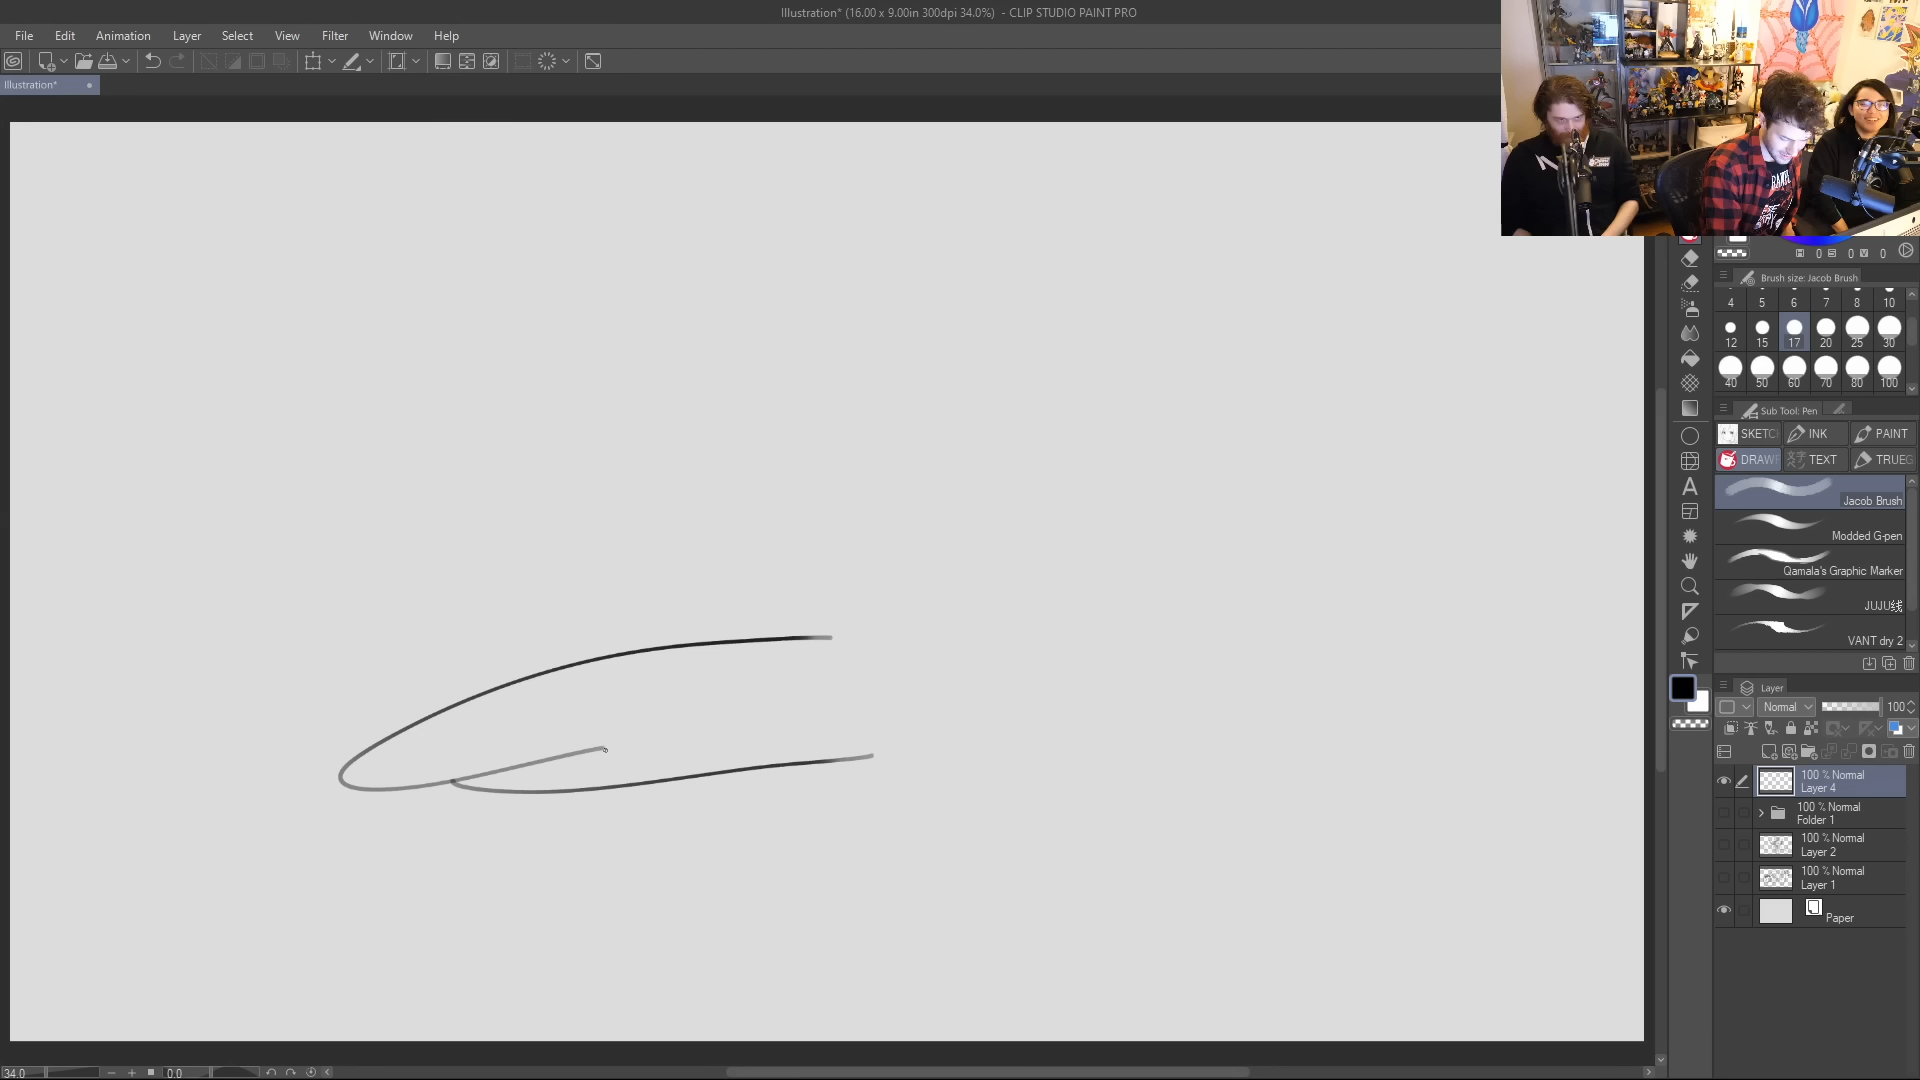 Illustration* (16.00 x 9.00in 300dpi 34.0%) - CLIP STUDIO PAINT PRO
File Edit Animation Layer Select View Filter Window Help
Illustration*
0 0 0
Brush size: Jacob Brush
4 5 6 7 8 10
12 15 17 20 25 30
40 50 60 70 80 100
Sub Tool: Pen
SKETC INK PAINT
DRAW TEXT TRUEG
Jacob Brush
Modded G-pen
Qamala's Graphic Marker
JUJU线
VANT dry 2
Layer
Normal 100
100 % Normal
Layer 4
100 % Normal
Folder 1
100 % Normal
Layer 2
100 % Normal
Layer 1
Paper
34.0 0.0